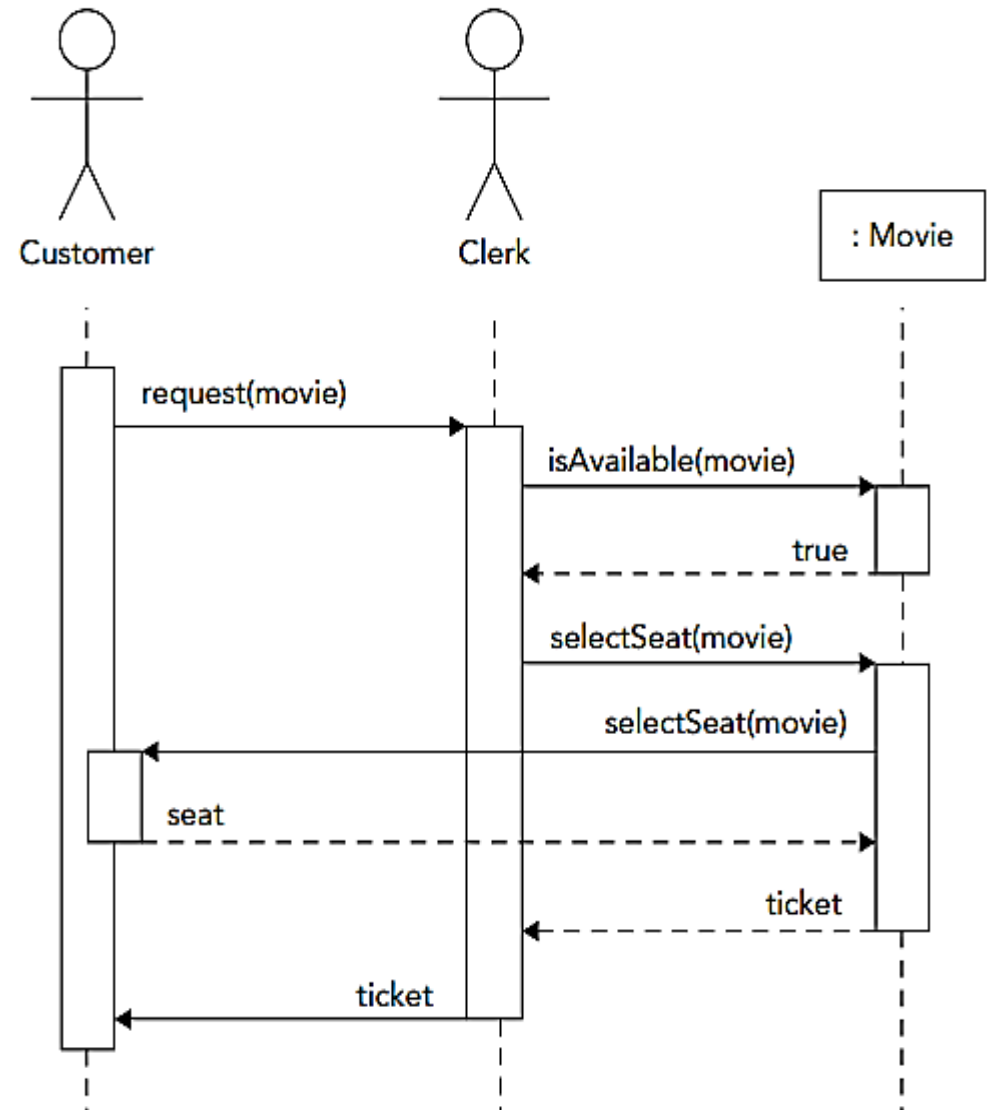 Customer
Clerk
: Movie
request(movie)
isAvailable(movie)
true
selectSeat(movie)
selectSeat(movie)
seat
ticket
ticket